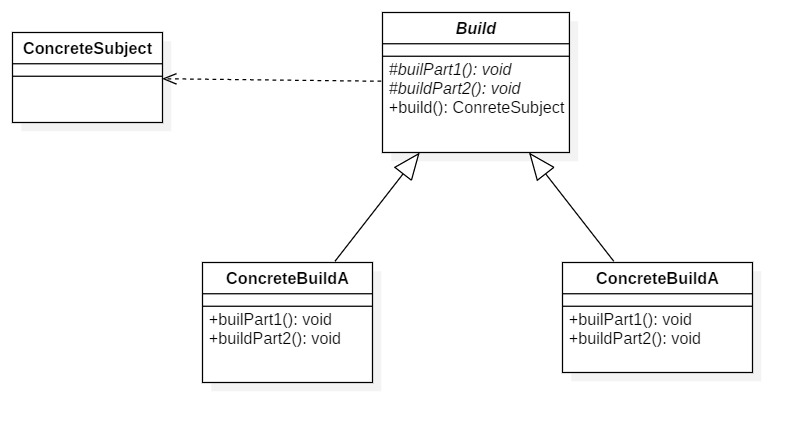 ConcreteSubject
Build
#builPart1(): void
#buildPart2(): void
+build(): ConreteSubject
ConcreteBuildA
+builPart1(): void
+buildPart2(): void
ConcreteBuildA
+builPart1(): void
+buildPart2(): void